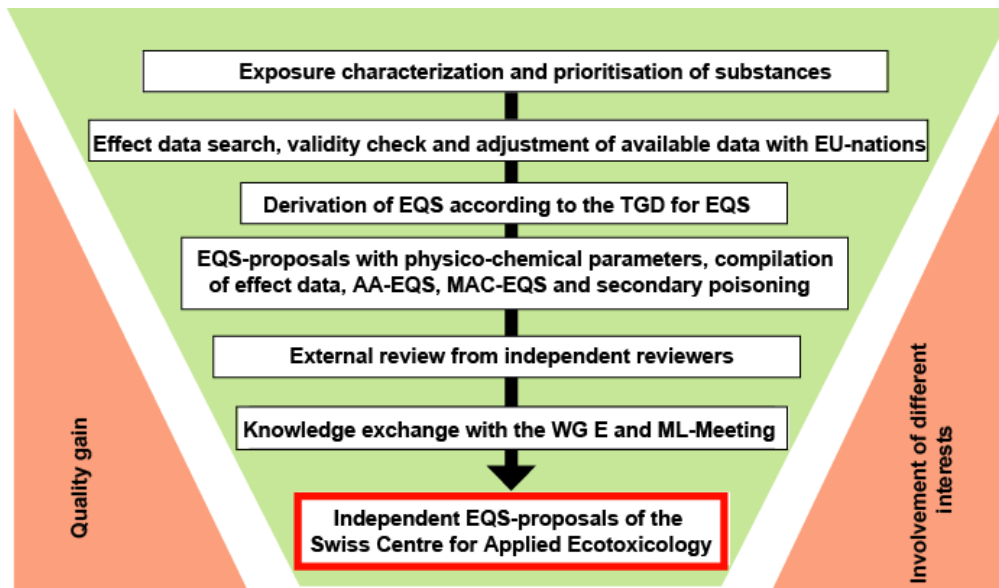 Exposure characterization and prioritisation of substances
Effect data search, validity check and adjustment of available data with EU-nations
Derivation of EQS according to the TGD for EQS
EQS-proposals with physico-chemical parameters, compilation
of effect data, AA-EQS, MAC-EQS and secondary poisoning
External review from independent reviewers
Knowledge exchange with the WG E and ML-Meeting
Independent EQS-proposals of the
Swiss Centre for Applied Ecotoxicology
Quality gain
Involvement of different
interests